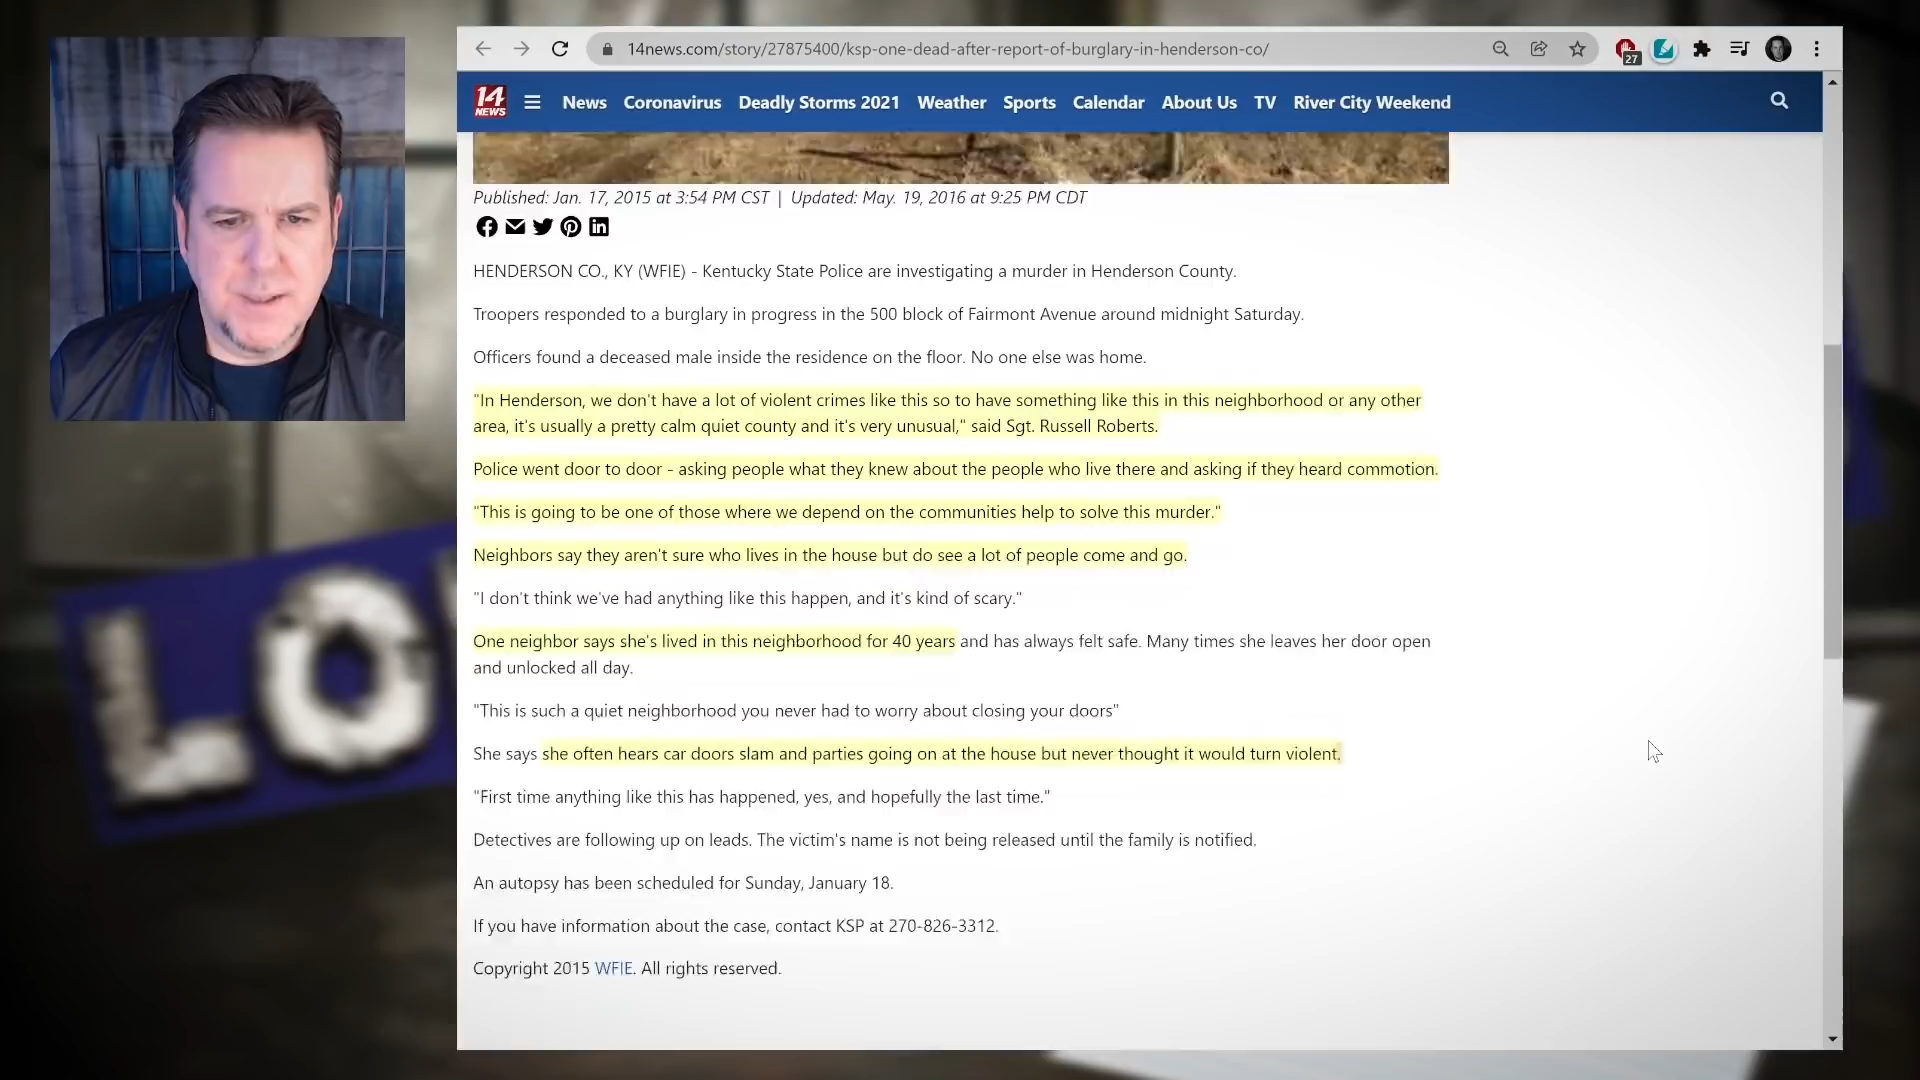 14news.com/story/27875400/ksp-one-dead-after-report-of-burglary-in-henderson-co/
27
14
NEWS
News Coronavirus Deadly Storms 2021 Weather Sports Calendar About Us TV River City Weekend
Published: Jan. 17, 2015 at 3:54 PM CST | Updated: May. 19, 2016 at 9:25 PM CDT
HENDERSON CO., KY (WFIE) - Kentucky State Police are investigating a murder in Henderson County.
Troopers responded to a burglary in progress in the 500 block of Fairmont Avenue around midnight Saturday.
Officers found a deceased male inside the residence on the floor. No one else was home.
"In Henderson, we don't have a lot of violent crimes like this so to have something like this in this neighborhood or any other
area, it's usually a pretty calm quiet county and it's very unusual," said Sgt. Russell Roberts.
Police went door to door - asking people what they knew about the people who live there and asking if they heard commotion.
"This is going to be one of those where we depend on the communities help to solve this murder."
Neighbors say they aren't sure who lives in the house but do see a lot of people come and go.
"I don't think we've had anything like this happen, and it's kind of scary."
One neighbor says she's lived in this neighborhood for 40 years and has always felt safe. Many times she leaves her door open
and unlocked all day.
"This is such a quiet neighborhood you never had to worry about closing your doors"
She says she often hears car doors slam and parties going on at the house but never thought it would turn violent.
"First time anything like this has happened, yes, and hopefully the last time."
Detectives are following up on leads. The victim's name is not being released until the family is notified.
An autopsy has been scheduled for Sunday, January 18.
If you have information about the case, contact KSP at 270-826-3312.
Copyright 2015 WFIE. All rights reserved.
LO